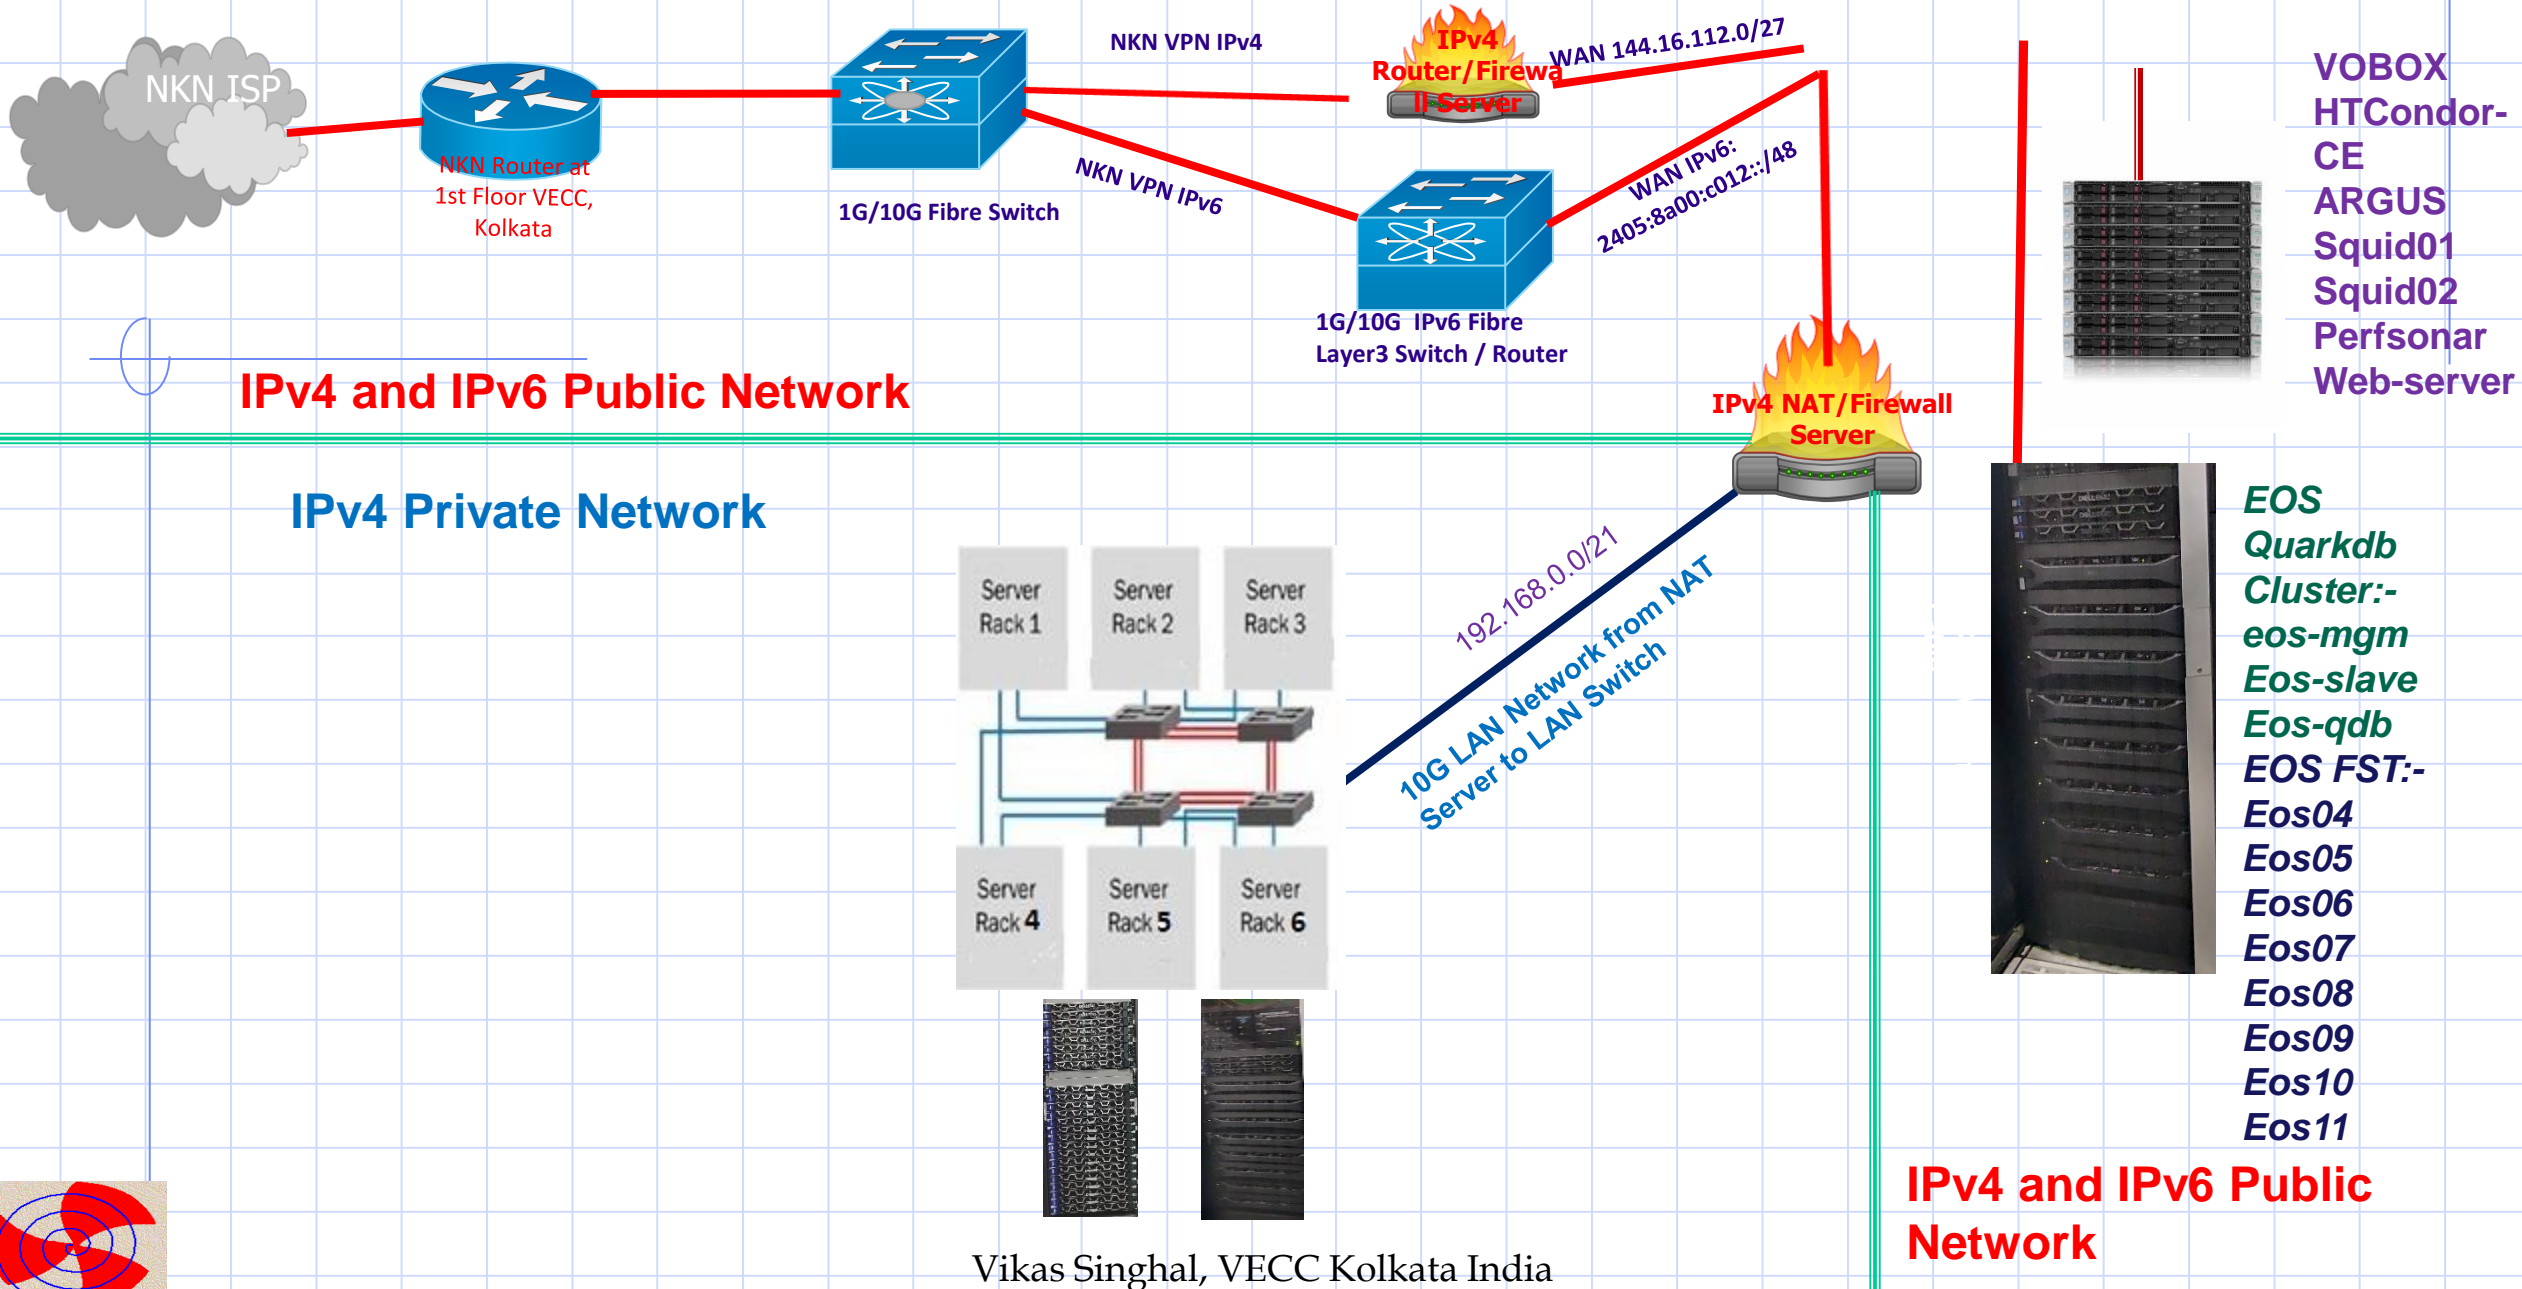 NKN ISP
NKN Router at
1st Floor VECC,
Kolkata
1G/10G Fibre Switch
NKN VPN IPv4
NKN VPN IPv6
IPv4
Router/Firewa
ll Server
WAN 144.16.112.0/27
WAN IPv6:
2405:8a00:c012::/48
1G/10G  IPv6 Fibre
Layer3 Switch / Router
IPv4 NAT/Firewall
Server
VOBOX
HTCondor-
CE
ARGUS
Squid01
Squid02
Perfsonar
Web-server
IPv4 and IPv6 Public Network
IPv4 Private Network
192.168.0.0/21
10G LAN Network from NAT
Server to LAN Switch
Server
Rack 1
Server
Rack 2
Server
Rack 3
Server
Rack 4
Server
Rack 5
Server
Rack 6
EOS
Quarkdb
Cluster:-
eos-mgm
Eos-slave
Eos-qdb
EOS FST:-
Eos04
Eos05
Eos06
Eos07
Eos08
Eos09
Eos10
Eos11
IPv4 and IPv6 Public
Network
Vikas Singhal, VECC Kolkata India